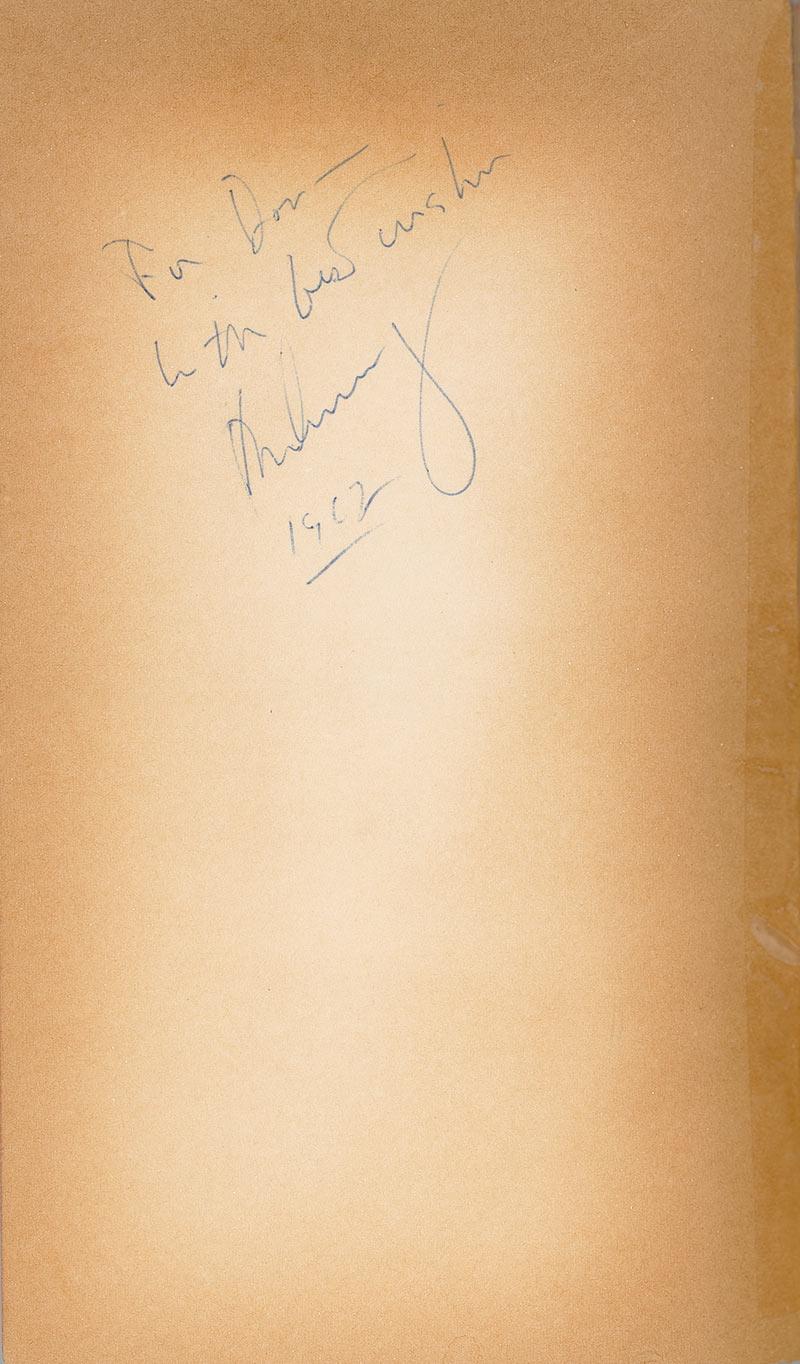 For Don —
with best wishes
1962